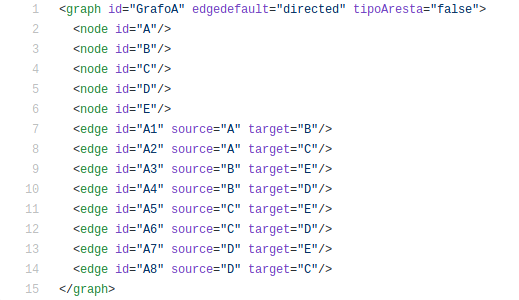 1 <graph id="GrafoA" edgedefault="directed" tipoAresta="false">
2 <node id="A"/>
3 <node id="B"/>
4 <node id="C"/>
5 <node id="D"/>
6 <node id="E"/>
7 <edge id="A1" source="A" target="B"/>
8 <edge id="A2" source="A" target="C"/>
9 <edge id="A3" source="B" target="E"/>
10 <edge id="A4" source="B" target="D"/>
11 <edge id="A5" source="C" target="E"/>
12 <edge id="A6" source="C" target="D"/>
13 <edge id="A7" source="D" target="E"/>
14 <edge id="A8" source="D" target="C"/>
15 </graph>